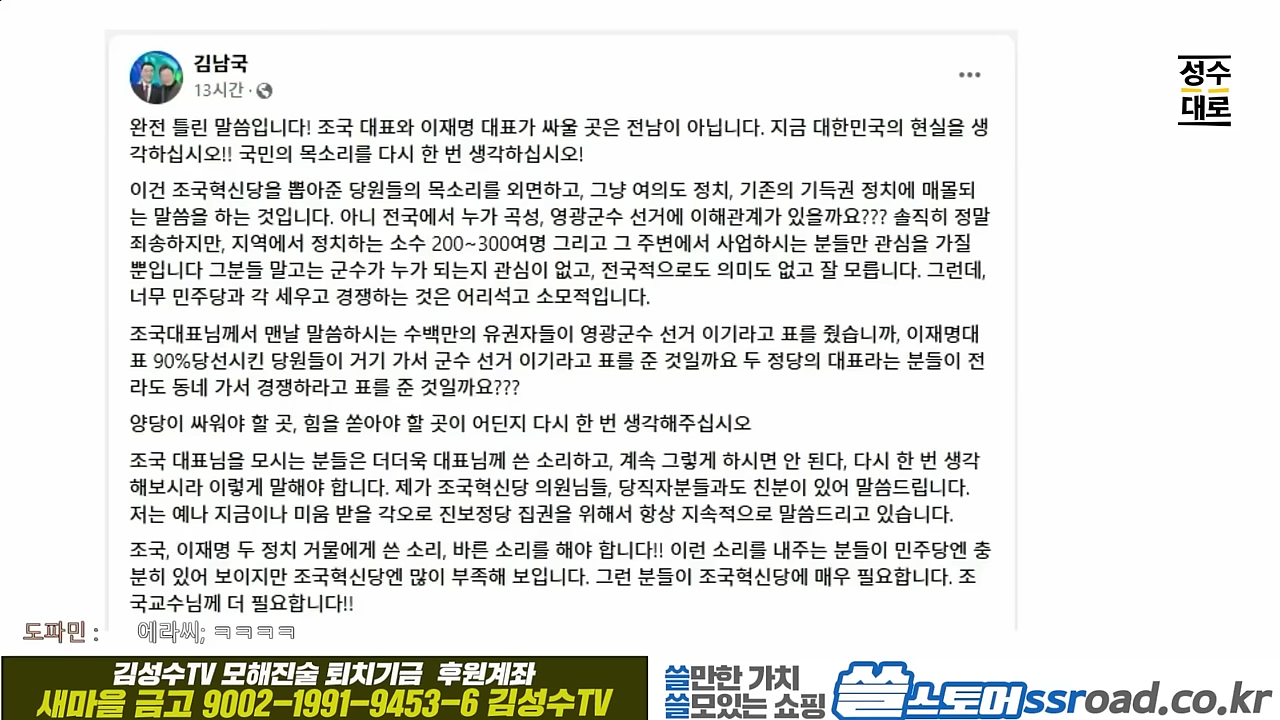 김남국
13시간 ·
완전 틀린 말씀입니다! 조국 대표와 이재명 대표가 싸울 곳은 전남이 아닙니다. 지금 대한민국의 현실을 생
각하십시오!! 국민의 목소리를 다시 한 번 생각하십시오!
이건 조국혁신당을 뽑아준 당원들의 목소리를 외면하고, 그냥 여의도 정치, 기존의 기득권 정치에 매몰되
는 말씀을 하는 것입니다. 아니 전국에서 누가 곡성, 영광군수 선거에 이해관계가 있을까요??? 솔직히 정말
죄송하지만, 지역에서 정치하는 소수 200~300여명 그리고 그 주변에서 사업하시는 분들만 관심을 가질
뿐입니다 그분들 말고는 군수가 누가 되는지 관심이 없고, 전국적으로도 의미도 없고 잘 모릅니다. 그런데,
너무 민주당과 각 세우고 경쟁하는 것은 어리석고 소모적입니다.
조국대표님께서 맨날 말씀하시는 수백만의 유권자들이 영광군수 선거 이기라고 표를 줬습니까, 이재명대
표 90%당선시킨 당원들이 거기 가서 군수 선거 이기라고 표를 준 것일까요 두 정당의 대표라는 분들이 전
라도 동네 가서 경쟁하라고 표를 준 것일까요???
양당이 싸워야 할 곳, 힘을 쏟아야 할 곳이 어딘지 다시 한 번 생각해주십시오
조국 대표님을 모시는 분들은 더더욱 대표님께 쓴 소리하고, 계속 그렇게 하시면 안 된다, 다시 한 번 생각
해보시라 이렇게 말해야 합니다. 제가 조국혁신당 의원님들, 당직자분들과도 친분이 있어 말씀드립니다.
저는 예나 지금이나 미움 받을 각오로 진보정당 집권을 위해서 항상 지속적으로 말씀드리고 있습니다.
조국, 이재명 두 정치 거물에게 쓴 소리, 바른 소리를 해야 합니다!! 이런 소리를 내주는 분들이 민주당엔 충
분히 있어 보이지만 조국혁신당엔 많이 부족해 보입니다. 그런 분들이 조국혁신당에 매우 필요합니다. 조
국교수님께 더 필요합니다!!
성수
대로
도파민 : 에라씨; ㅋㅋㅋㅋ
김성수TV 모해진술 퇴치기금 후원계좌
새마을 금고 9002-1991-9453-6 김성수TV
쓸만한 가치
쓸모있는 쇼핑
쓸스토어ssroad.co.kr